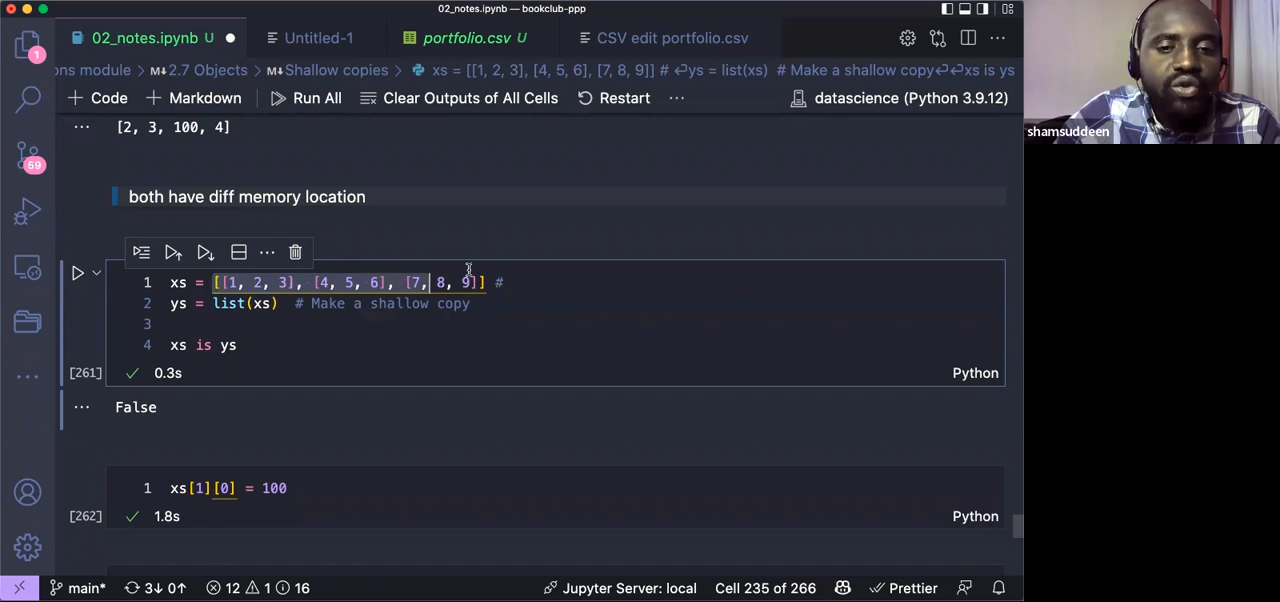 02_notes.ipynb — bookclub-ppp
02_notes.ipynb U Untitled-1 portfolio.csv U CSV edit portfolio.csv
1
ons module > M↓2.7 Objects > M↓Shallow copies > xs = [[1, 2, 3], [4, 5, 6], [7, 8, 9]] # ↵ys = list(xs) # Make a shallow copy↵↵xs is ys
+ Code + Markdown Run All Clear Outputs of All Cells Restart ··· datascience (Python 3.9.12)
shamsuddeen
··· [2, 3, 100, 4]
59
both have diff memory location
1 xs = [[1, 2, 3], [4, 5, 6], [7, 8, 9]] #
2 ys = list(xs) # Make a shallow copy
3
4 xs is ys
[261] ✓ 0.3s Python
··· False
1 xs[1][0] = 100
[262] ✓ 1.8s Python
main* 3↓ 0↑ 12 1 16 Jupyter Server: local Cell 235 of 266 Prettier